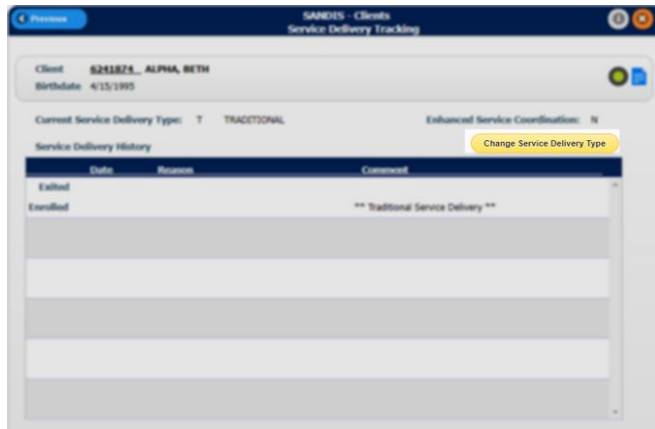 Previous
SANDIS - Clients
Service Delivery Tracking
Client 6241874 ALPHA, BETH
Birthdate 4/15/1995
Current Service Delivery Type: T TRADITIONAL Enhanced Service Coordination: N
Service Delivery History Change Service Delivery Type
Date Reason Comment
Exited
Enrolled ** Traditional Service Delivery **